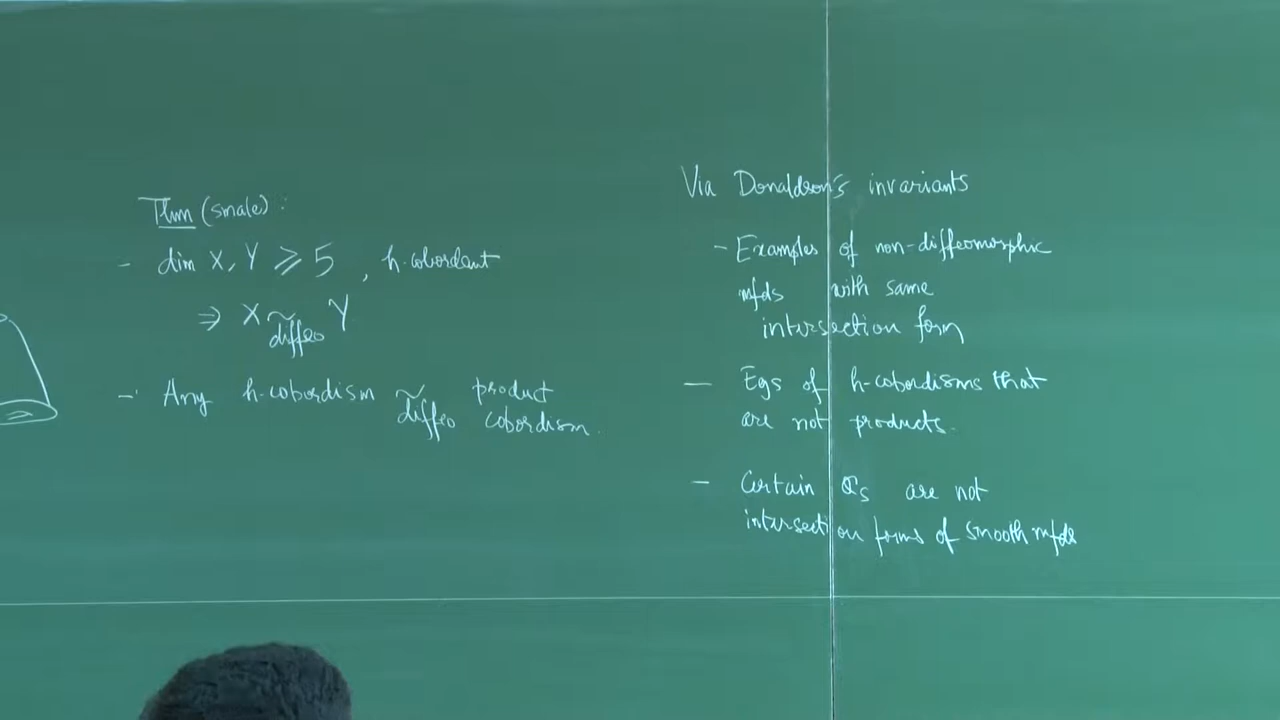 Thm (smale) :
- dim X, Y ⩾ 5 , h-cobordant
⇒ X ~diffeo Y
- Any h-cobordism ~diffeo product cobordism.
Via Donaldson's invariants
- Examples of non-diffeomorphic
mfds with same
intersection form
- Egs of h-cobordisms that
are not products.
- Certain Q's are not
intersection forms of smooth mfds